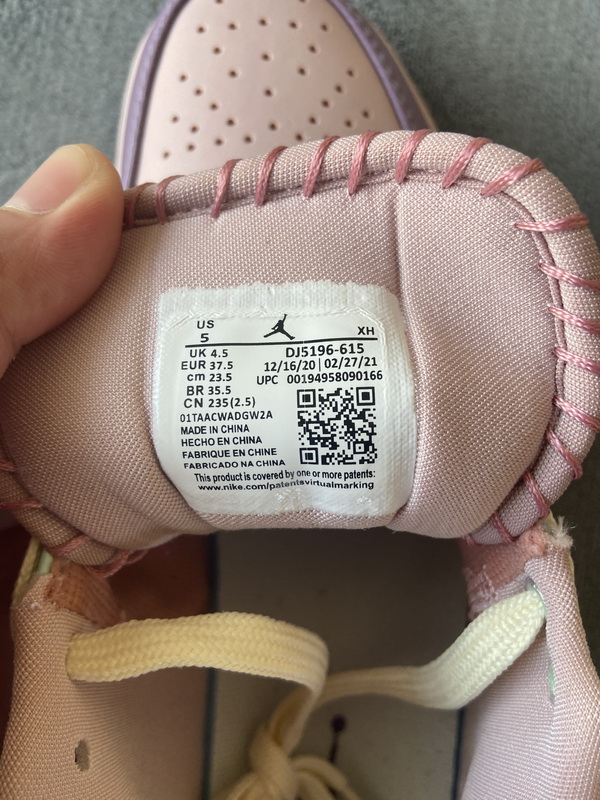 US
5
XH
UK 4.5
EUR 37.5
cm 23.5
BR 35.5
CN 235(2.5)
DJ5196-615
12/16/20 | 02/27/21
UPC 00194958090166
01TAACWADGW2A
MADE IN CHINA
HECHO EN CHINA
FABRIQUE EN CHINE
FABRICADO NA CHINA
This product is covered by one or more patents:
www.nike.com/patentsvirtualmarking